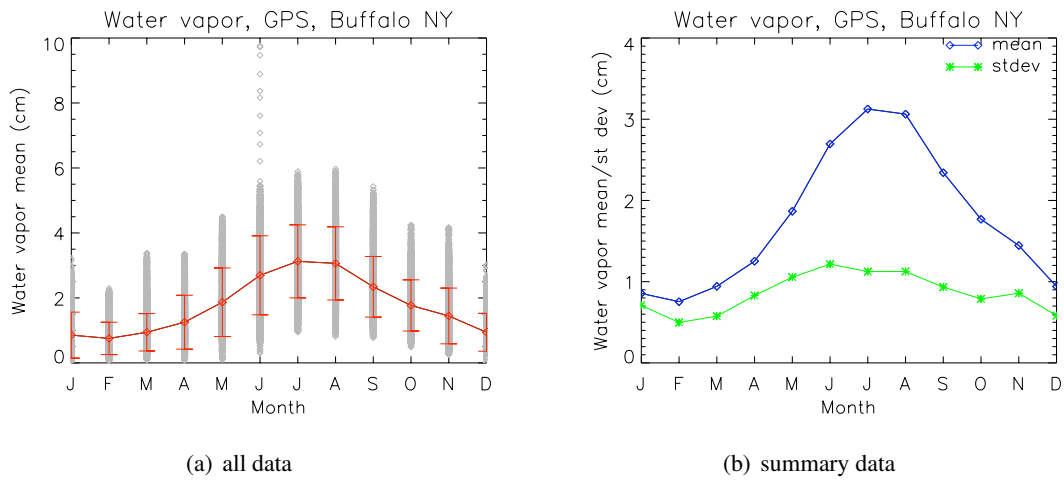 Water vapor, GPS, Buffalo NY
Water vapor mean (cm)
10
8
6
4
2
0
J F M A M J J A S O N D
Month
(a) all data
Water vapor, GPS, Buffalo NY
mean
stdev
Water vapor mean/st dev (cm)
4
3
2
1
0
J F M A M J J A S O N D
Month
(b) summary data